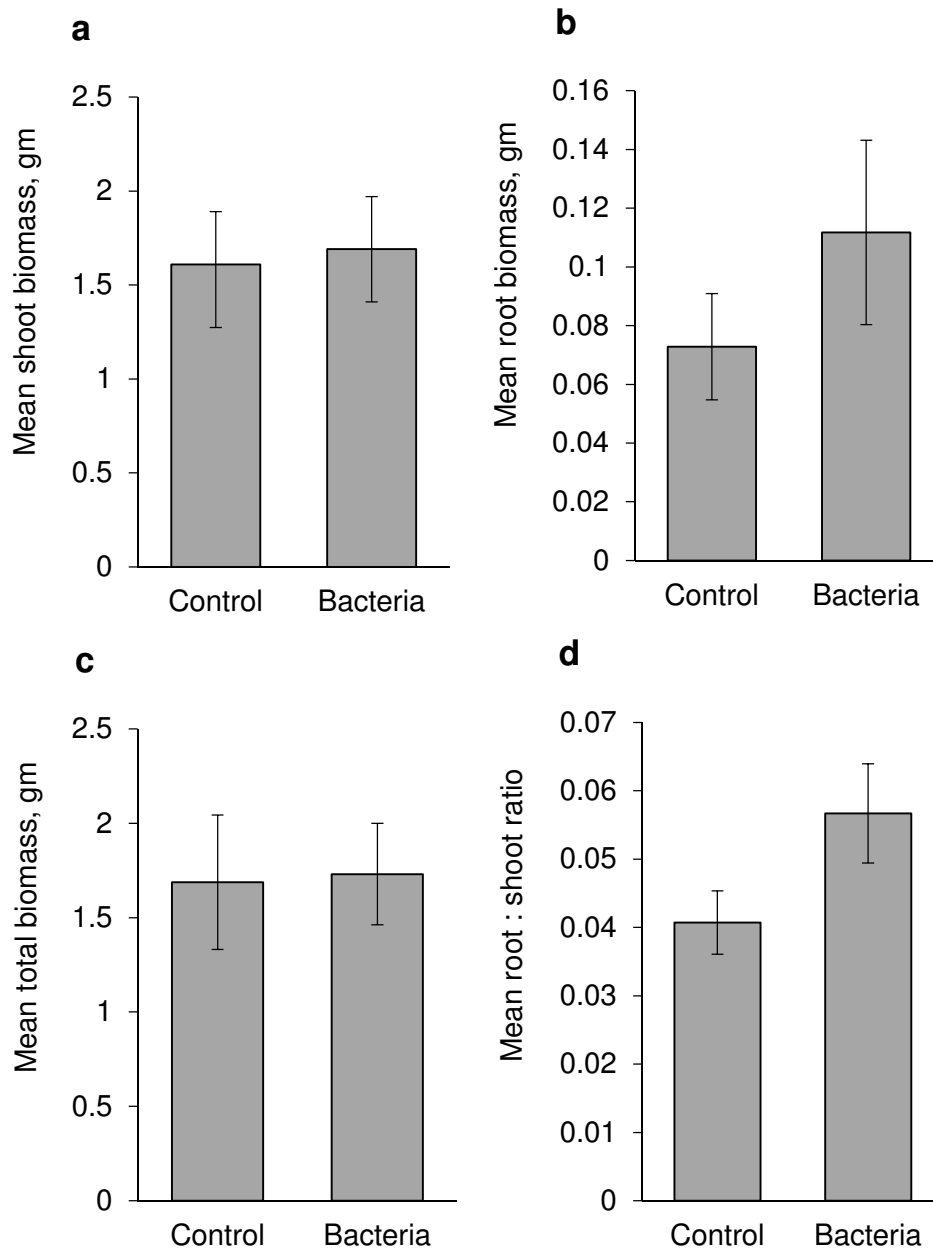 a
Mean shoot biomass, gm
2.5
2
1.5
1
0.5
0
Control Bacteria
b
Mean root biomass, gm
0.16
0.14
0.12
0.1
0.08
0.06
0.04
0.02
0
Control Bacteria
c
Mean total biomass, gm
2.5
2
1.5
1
0.5
0
Control Bacteria
d
Mean root : shoot ratio
0.07
0.06
0.05
0.04
0.03
0.02
0.01
0
Control Bacteria